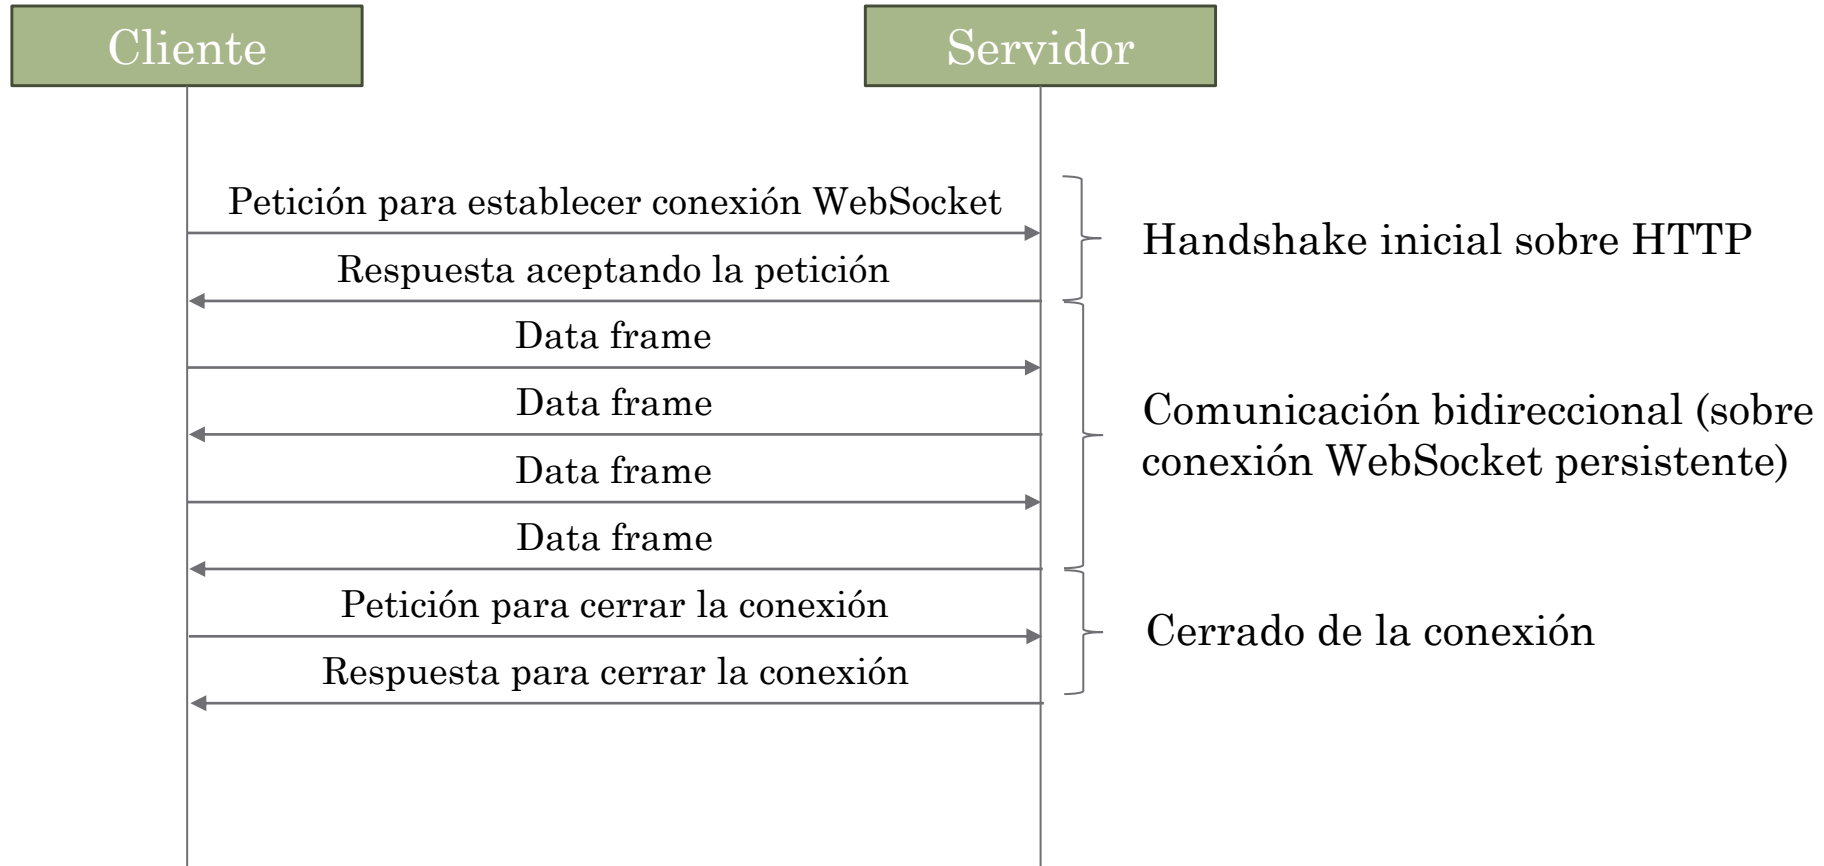 Cliente
Servidor
Petición para establecer conexión WebSocket
Respuesta aceptando la petición
Handshake inicial sobre HTTP
Data frame
Data frame
Data frame
Data frame
Comunicación bidireccional (sobre
conexión WebSocket persistente)
Petición para cerrar la conexión
Respuesta para cerrar la conexión
Cerrado de la conexión